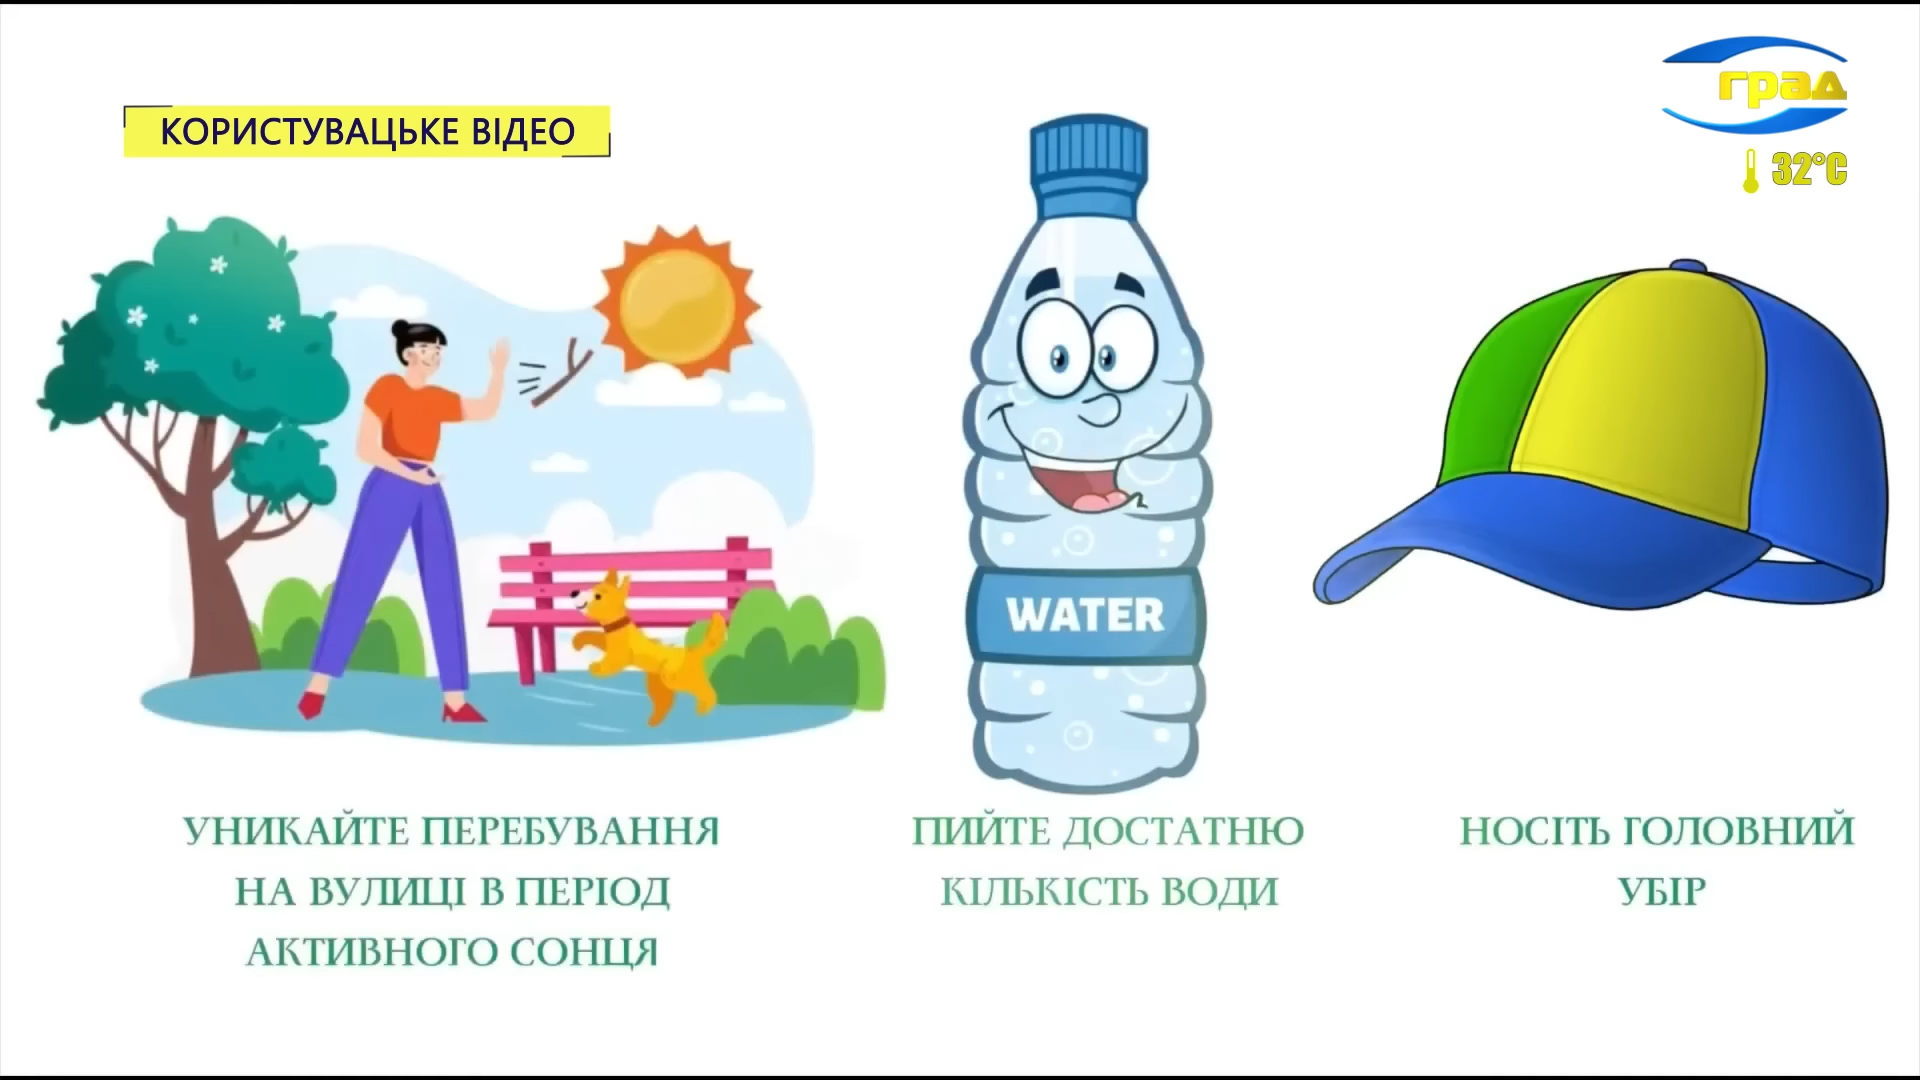 КОРИСТУВАЦЬКЕ ВІДЕО
град
32°C
WATER
УНИКАЙТЕ ПЕРЕБУВАННЯ
НА ВУЛИЦІ В ПЕРІОД
АКТИВНОГО СОНЦЯ
ПИЙТЕ ДОСТАТНЮ
КІЛЬКІСТЬ ВОДИ
НОСІТЬ ГОЛОВНИЙ
УБІР